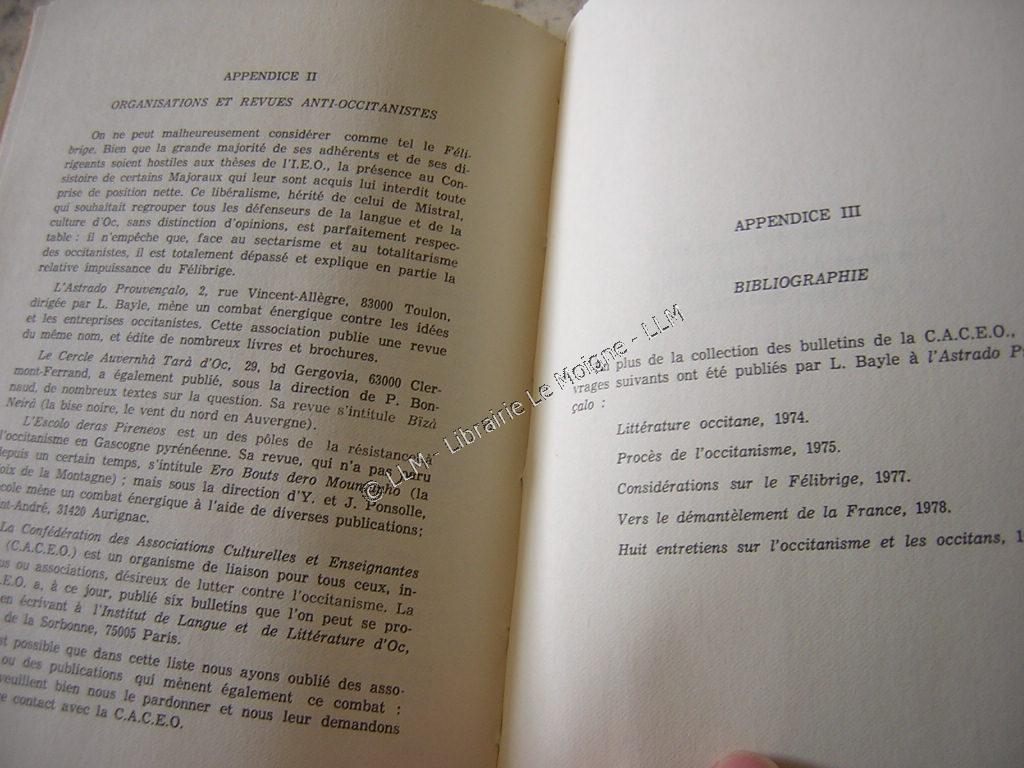 APPENDICE II
ORGANISATIONS ET REVUES ANTI-OCCITANISTES
On ne peut malheureusement considérer comme tel le Féli-
brige. Bien que la grande majorité de ses adhérents et de ses di-
rigeants soient hostiles aux thèses de l'I.E.O., la présence au Con-
sistoire de certains Majoraux qui leur sont acquis lui interdit toute
prise de position nette. Ce libéralisme, hérité de celui de Mistral,
qui souhaitait regrouper tous les défenseurs de la langue et de la
culture d'Oc, sans distinction d'opinions, est parfaitement respec-
table : il n'empêche que, face au sectarisme et au totalitarisme
des occitanistes, il est totalement dépassé et explique en partie la
relative impuissance du Félibrige.
L'Astrado Prouvençalo, 2, rue Vincent-Allègre, 83000 Toulon,
dirigée par L. Bayle, mène un combat énergique contre les idées
et les entreprises occitanistes. Cette association publie une revue
du même nom, et édite de nombreux livres et brochures.
Le Cercle Auvernhà Tarà d'Oc, 29, bd Gergovia, 63000 Cler-
mont-Ferrand, a également publié, sous la direction de P. Bon-
naud, de nombreux textes sur la question. Sa revue s'intitule Bïzà
Neirà (la bise noire, le vent du nord en Auvergne).
L'Escolo deras Pireneos est un des pôles de la résistance à
l'occitanisme en Gascogne pyrénéenne. Sa revue, qui n'a pas paru
depuis un certain temps, s'intitule Ero Bouts dero Mountanho (la
oix de la Montagne) ; mais sous la direction d'Y. et J. Ponsolle,
cole mène un combat énergique à l'aide de diverses publications;
nt-André, 31420 Aurignac.
La Confédération des Associations Culturelles et Enseignantes
(C.A.C.E.O.) est un organisme de liaison pour tous ceux, in-
us ou associations, désireux de lutter contre l'occitanisme. La
.E.O. a, à ce jour, publié six bulletins que l'on peut se pro-
en écrivant à l'Institut de Langue et de Littérature d'Oc,
de la Sorbonne, 75005 Paris.
st possible que dans cette liste nous ayons oublié des asso-
ou des publications qui mènent également ce combat :
veuillent bien nous le pardonner et nous leur demandons
e contact avec la C.A.C.E.O.
APPENDICE III
BIBLIOGRAPHIE
plus de la collection des bulletins de la C.A.C.E.O.,
vrages suivants ont été publiés par L. Bayle à l'Astrado P
çalo :
Littérature occitane, 1974.
Procès de l'occitanisme, 1975.
Considérations sur le Félibrige, 1977.
Vers le démantèlement de la France, 1978.
Huit entretiens sur l'occitanisme et les occitans, 1
© LLM - Librairie Le Moigne - LLM